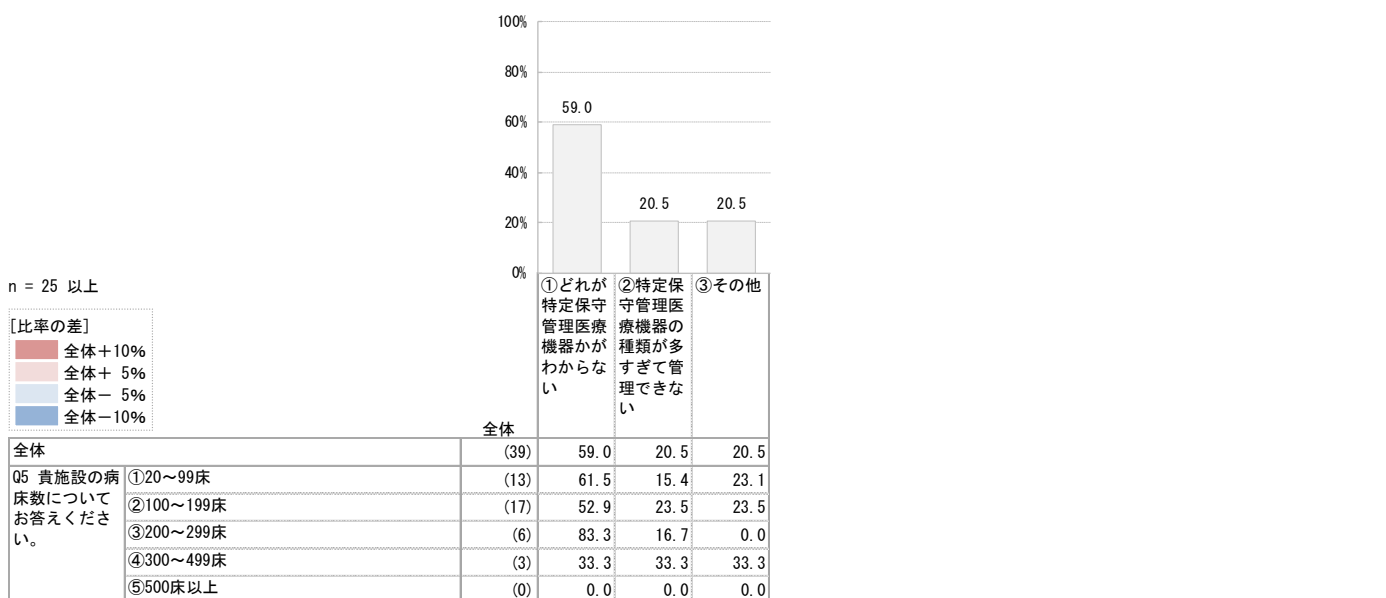 100%
80%
59.0
60%
40%
20.5 20.5
20%
0%
n = 25 以上
①どれが
特定保守
管理医療
機器かが
わからな
い
②特定保
守管理医
療機器の
種類が多
すぎて管
理できな
い
③その他
[比率の差]
全体＋10%
全体＋ 5%
全体－ 5%
全体－10%
全体
全体 (39) 59.0 20.5 20.5
Q5 貴施設の病
床数について
お答えくださ
い。
①20～99床 (13) 61.5 15.4 23.1
②100～199床 (17) 52.9 23.5 23.5
③200～299床 (6) 83.3 16.7 0.0
④300～499床 (3) 33.3 33.3 33.3
⑤500床以上 (0) 0.0 0.0 0.0